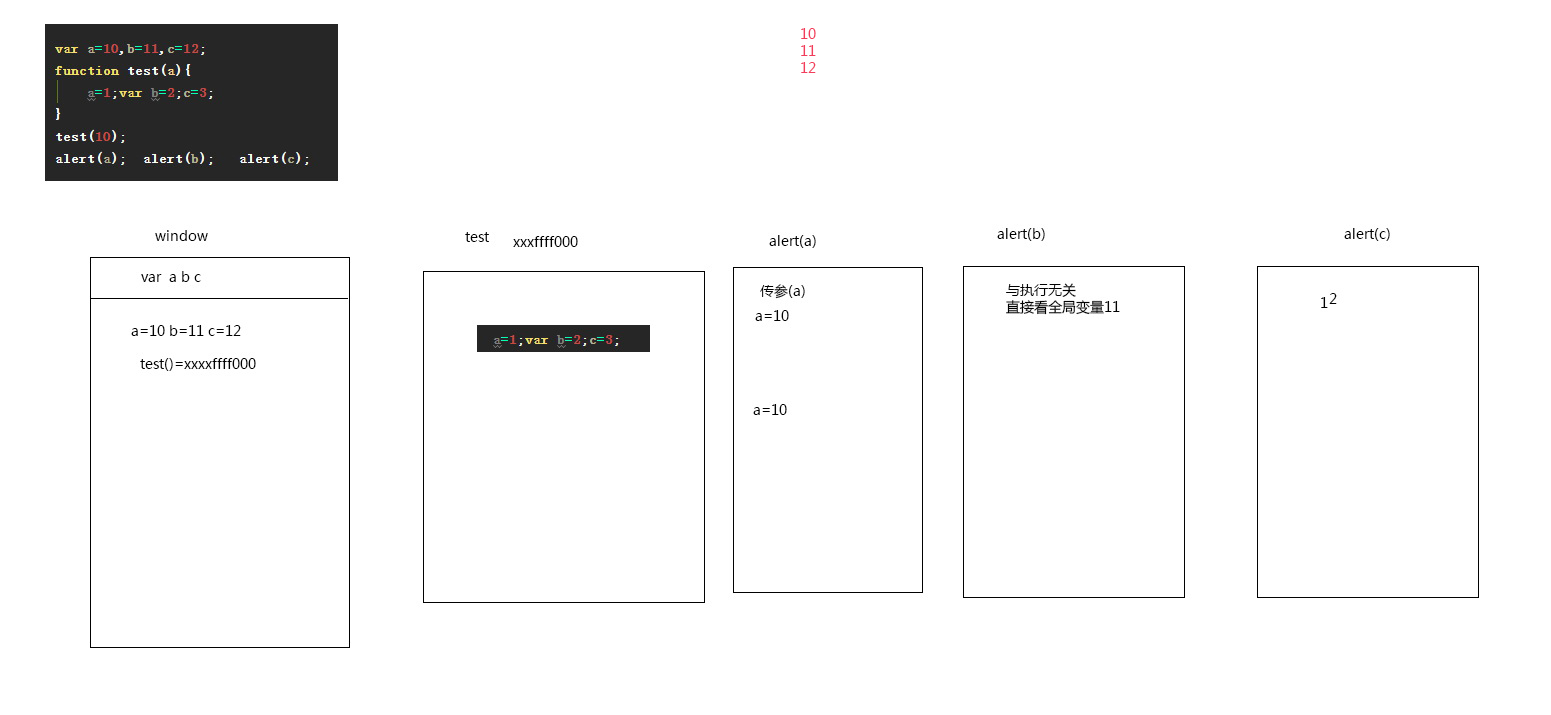 var a=10,b=11,c=12;
function test(a){
a=1;var b=2;c=3;
}
test(10);
alert(a); alert(b); alert(c);
10
11
12
window
var a b c
a=10 b=11 c=12
test()=xxxxffff000
test xxxffff000
a=1;var b=2;c=3;
alert(a)
传参(a)
a=10
a=10
alert(b)
与执行无关
直接看全局变量11
alert(c)
12